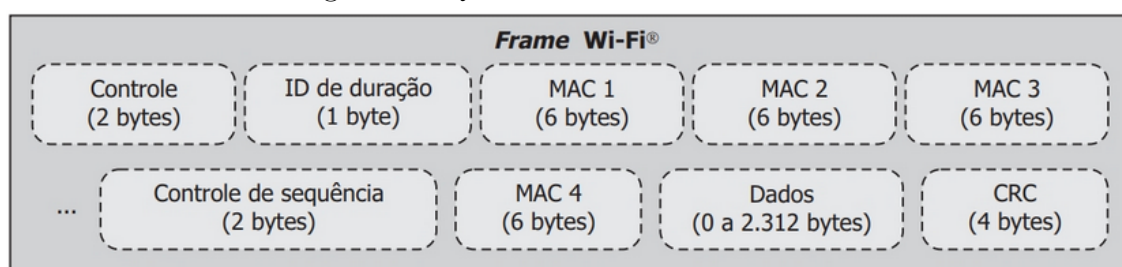 Frame Wi-Fi®
Controle
(2 bytes)
ID de duração
(1 byte)
MAC 1
(6 bytes)
MAC 2
(6 bytes)
MAC 3
(6 bytes)
...
Controle de sequência
(2 bytes)
MAC 4
(6 bytes)
Dados
(0 a 2.312 bytes)
CRC
(4 bytes)